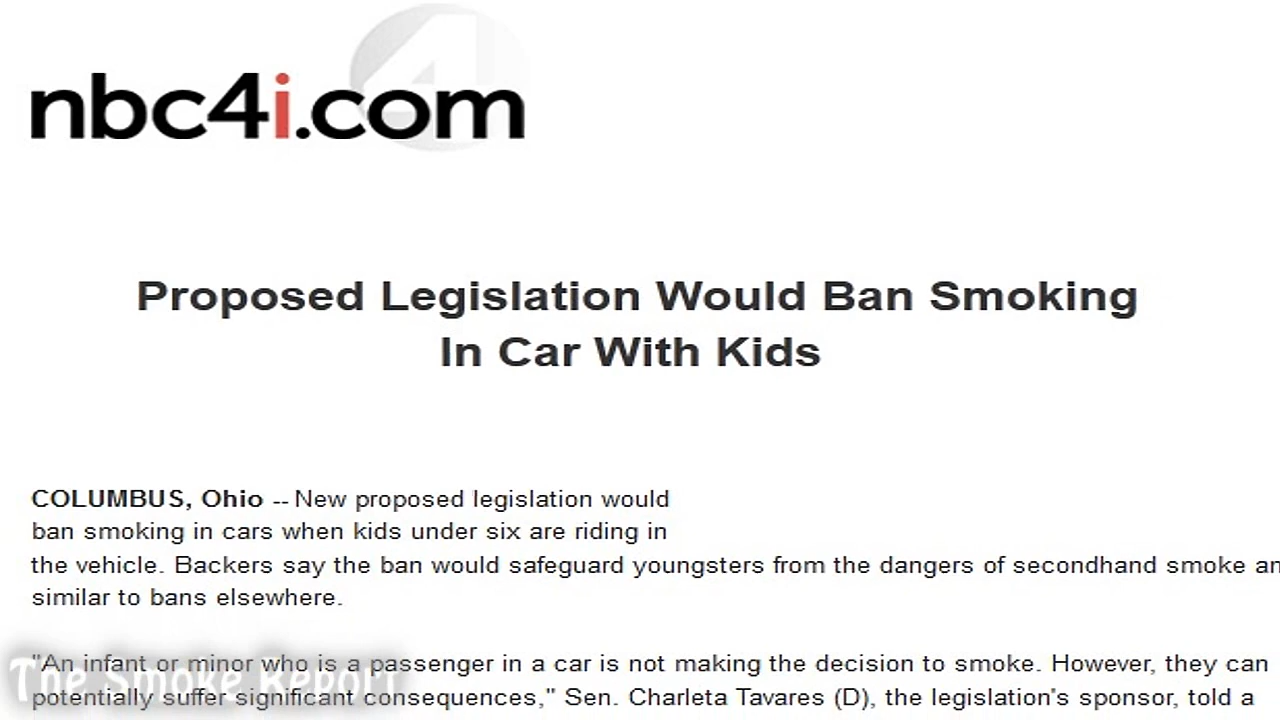 nbc4i.com
Proposed Legislation Would Ban Smoking
In Car With Kids
COLUMBUS, Ohio -- New proposed legislation would
ban smoking in cars when kids under six are riding in
the vehicle. Backers say the ban would safeguard youngsters from the dangers of secondhand smoke an
similar to bans elsewhere.
"An infant or minor who is a passenger in a car is not making the decision to smoke. However, they can
potentially suffer significant consequences," Sen. Charleta Tavares (D), the legislation's sponsor, told a
The Smoke Report